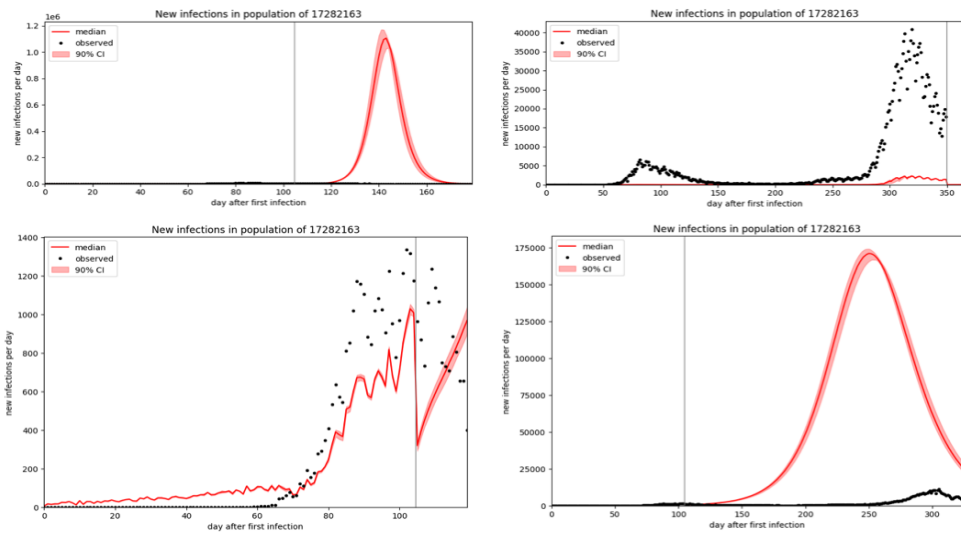 New infections in population of 17282163
1e6
1.2
1.0
0.8
0.6
0.4
0.2
0.0
new infections per day
median
observed
90% CI
0 20 40 60 80 100 120 140 160
day after first infection
New infections in population of 17282163
40000
35000
30000
25000
20000
15000
10000
5000
0
new infections per day
median
observed
90% CI
0 50 100 150 200 250 300 350
day after first infection
New infections in population of 17282163
1400
1200
1000
800
600
400
200
0
new infections per day
median
observed
90% CI
0 20 40 60 80 100
day after first infection
New infections in population of 17282163
175000
150000
125000
100000
75000
50000
25000
0
new infections per day
median
observed
90% CI
0 50 100 150 200 250 300
day after first infection